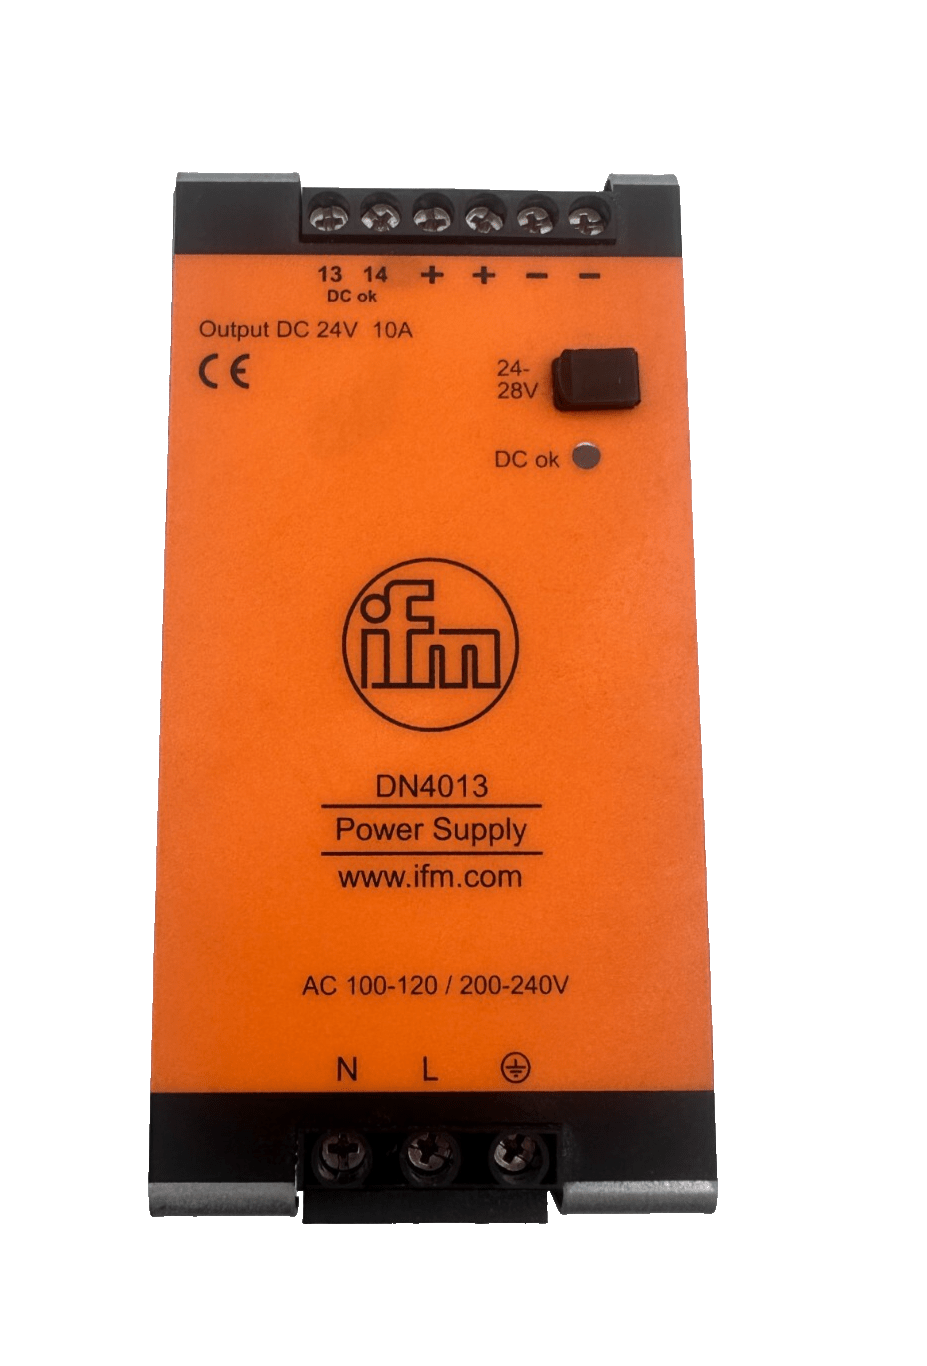 13 14 + + − −
DC ok
Output DC 24V 10A
CE
24-
28V
DC ok
ifm
DN4013
Power Supply
www.ifm.com
AC 100-120 / 200-240V
N L